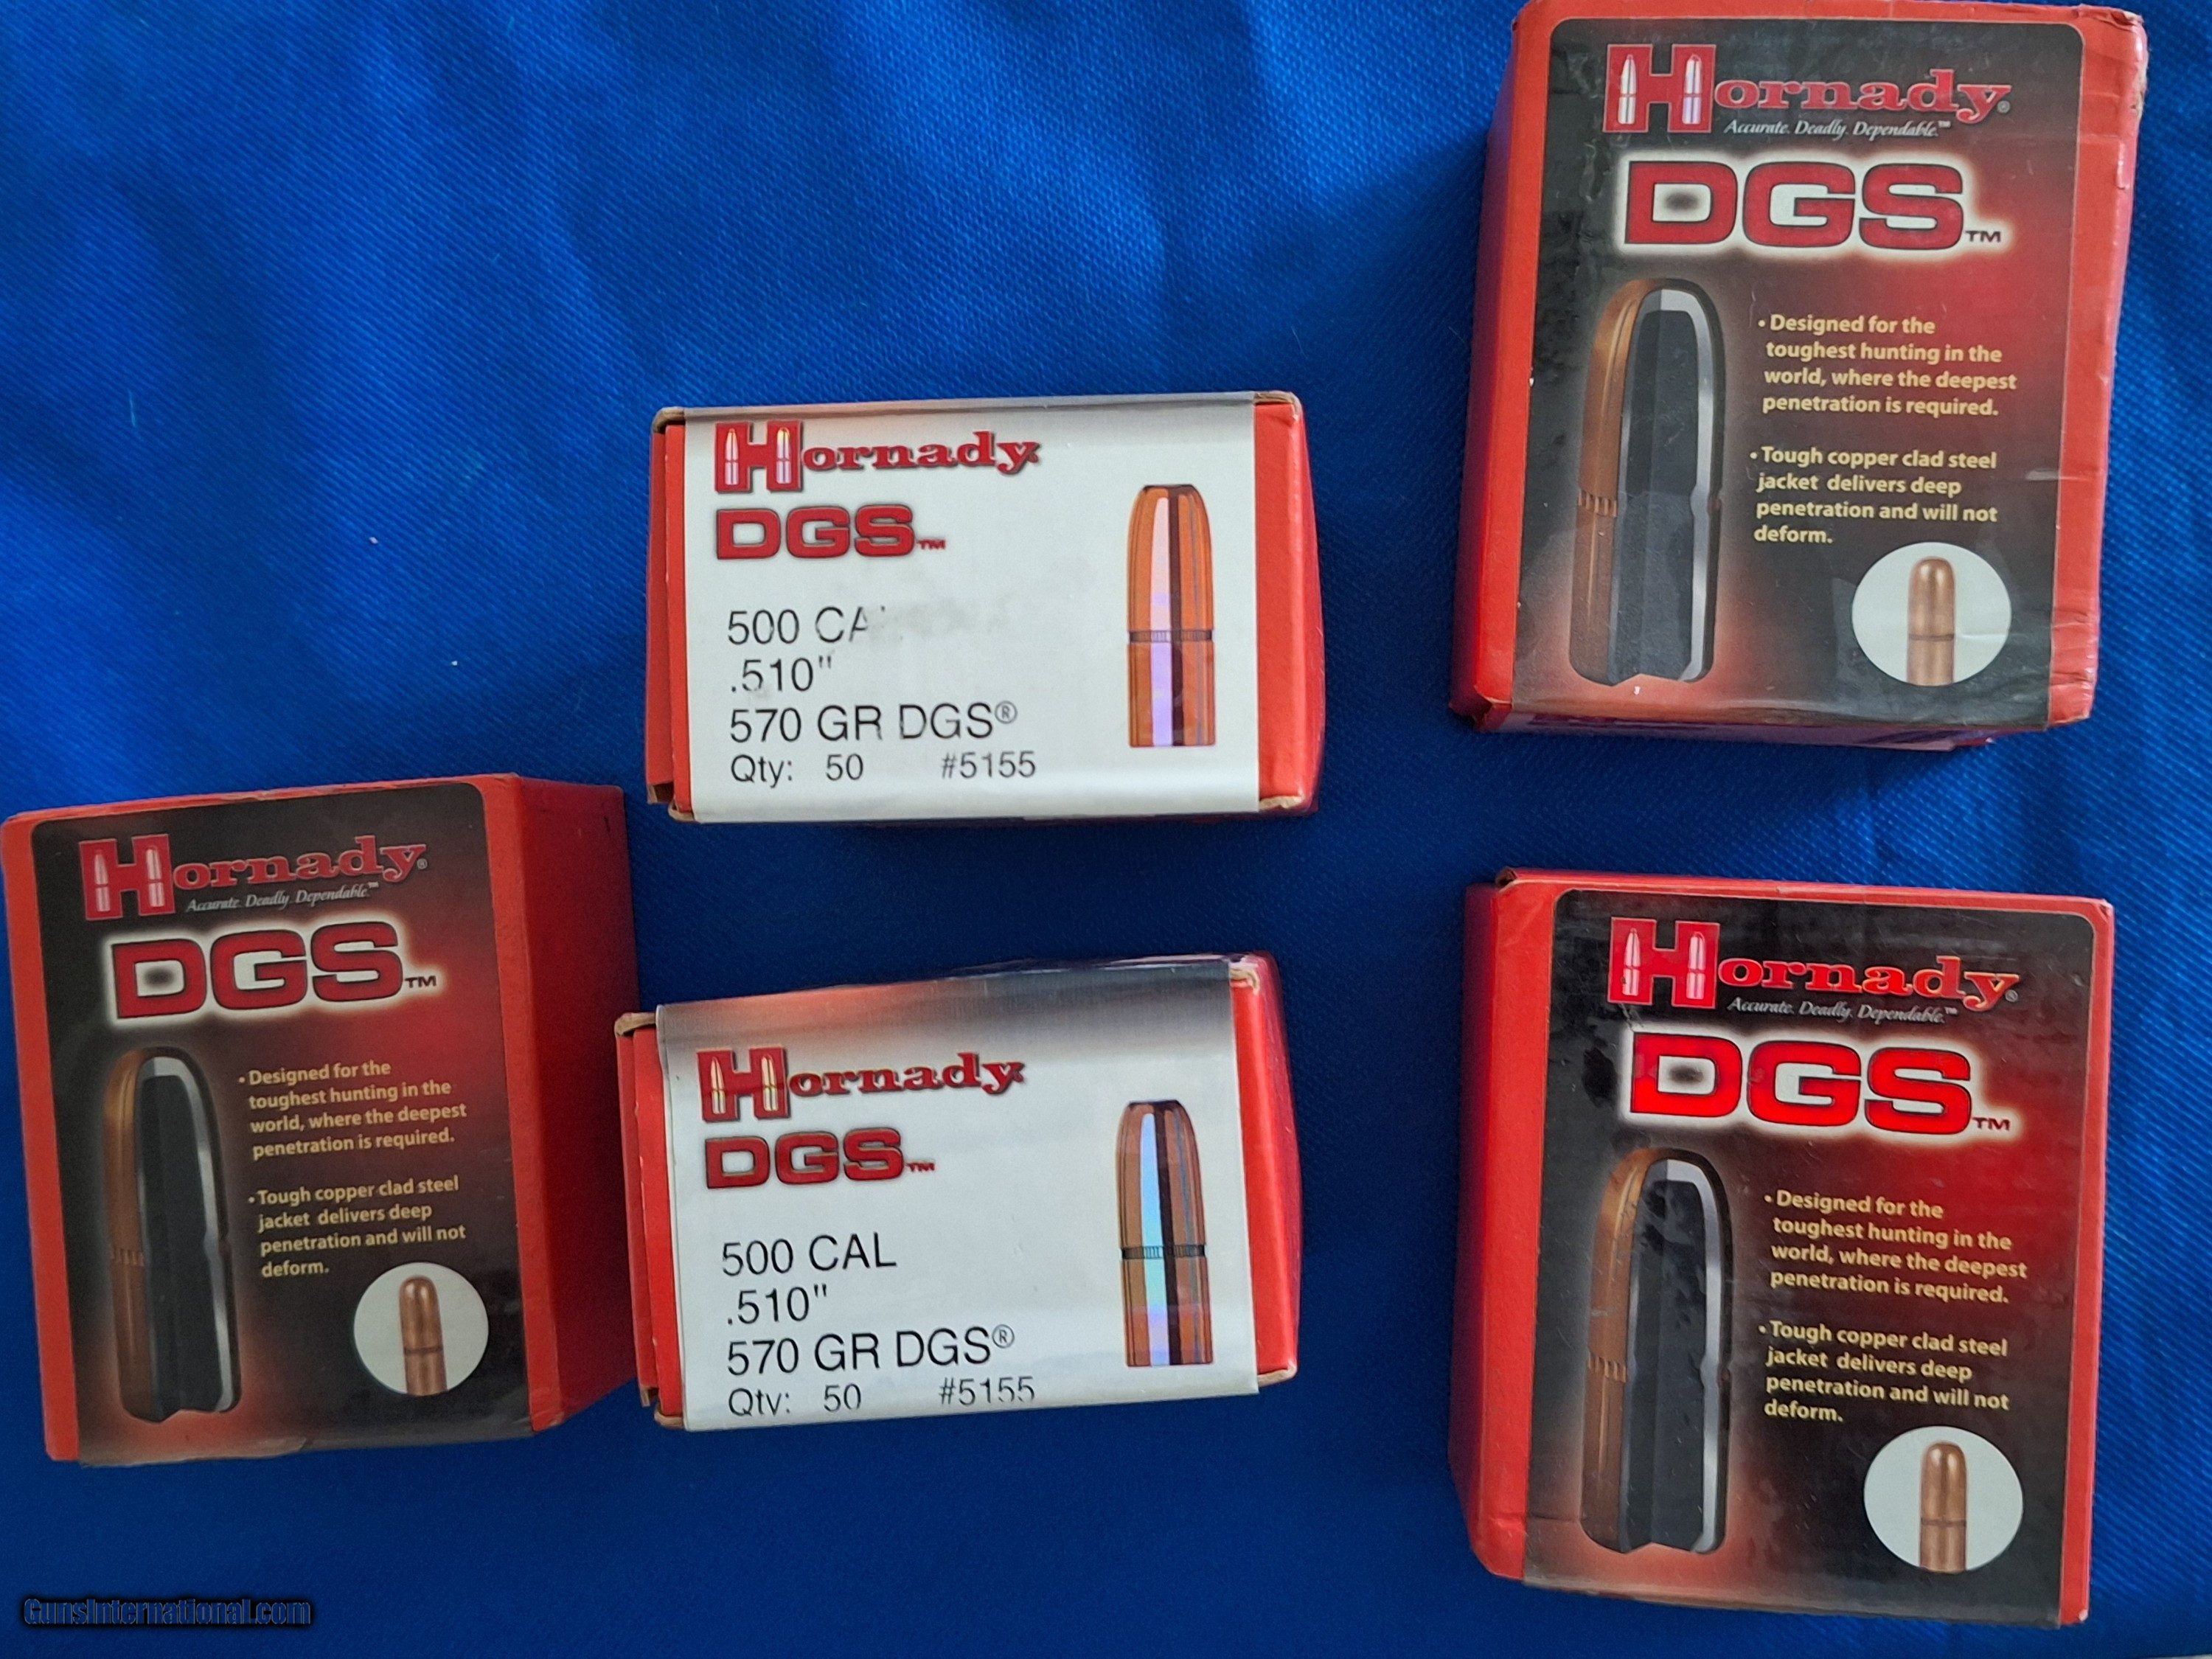 Hornady®
Accurate. Deadly. Dependable.™
DGS™
• Designed for the
toughest hunting in the
world, where the deepest
penetration is required.
• Tough copper clad steel
jacket delivers deep
penetration and will not
deform.
Hornady
DGS™
500
.510"
570 GR DGS®
Qty: 50 #5155
Hornady®
Accurate. Deadly. Dependable.™
DGS™
• Designed for the
toughest hunting in the
world, where the deepest
penetration is required.
• Tough copper clad steel
jacket delivers deep
penetration and will not
deform.
Hornady
DGS™
500 CAL
.510"
570 GR DGS®
Qty: 50 #5155
Hornady®
Accurate. Deadly. Dependable.™
DGS™
• Designed for the
toughest hunting in the
world, where the deepest
penetration is required.
• Tough copper clad steel
jacket delivers deep
penetration and will not
deform.
GunsInternational.com